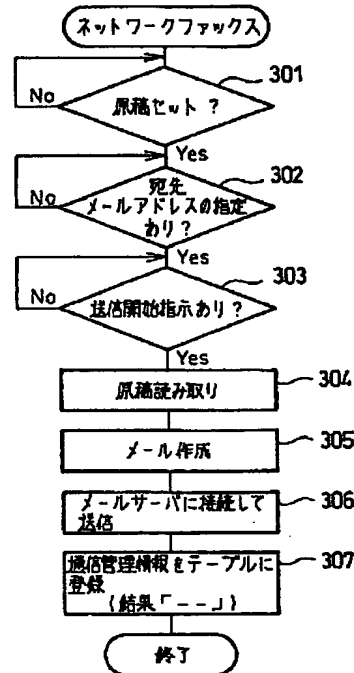 ネットワークファックス
301
原稿セット？
No
Yes
302
宛先
メールアドレスの指定
あり？
No
Yes
303
送信開始指示あり？
No
Yes
原稿読み取り
304
メール作成
305
メールサーバに接続して
送信
306
通信管理情報をテーブルに
登録
(結果「－－」)
307
終了